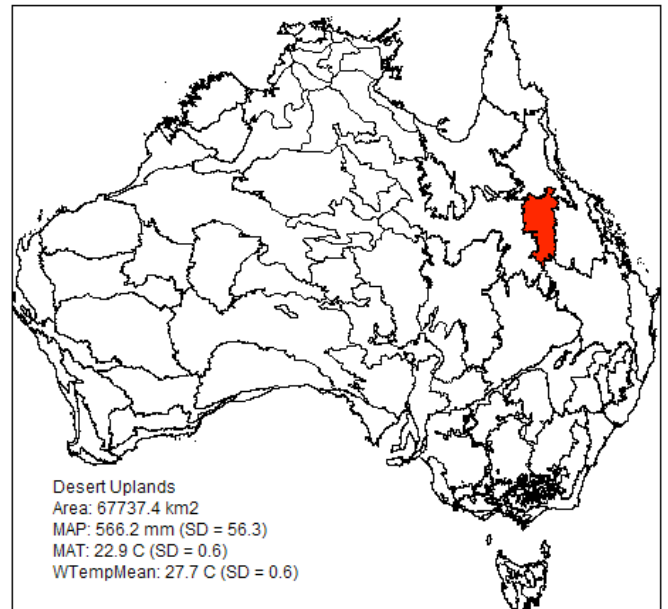 Desert Uplands
Area: 67737.4 km2
MAP: 566.2 mm (SD = 56.3)
MAT: 22.9 C (SD = 0.6)
WTempMean: 27.7 C (SD = 0.6)